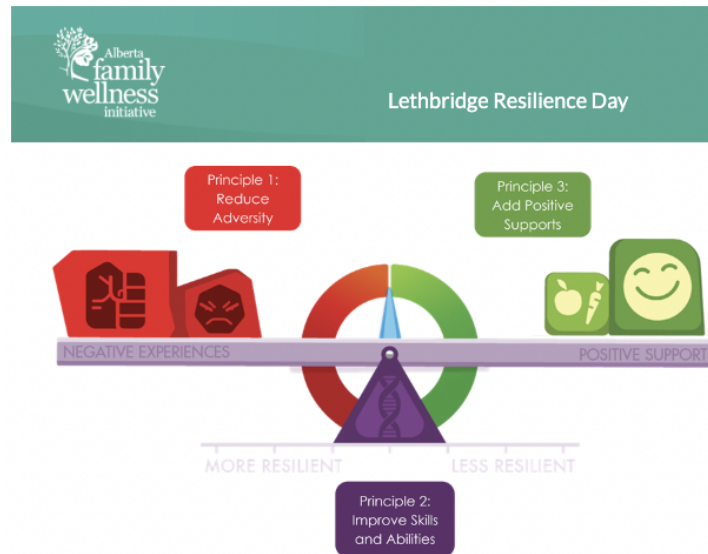 Alberta
family
wellness
initiative
Lethbridge Resilience Day
Principle 1:
Reduce
Adversity
Principle 3:
Add Positive
Supports
NEGATIVE EXPERIENCES
POSITIVE SUPPORT
MORE RESILIENT
LESS RESILIENT
Principle 2:
Improve Skills
and Abilities